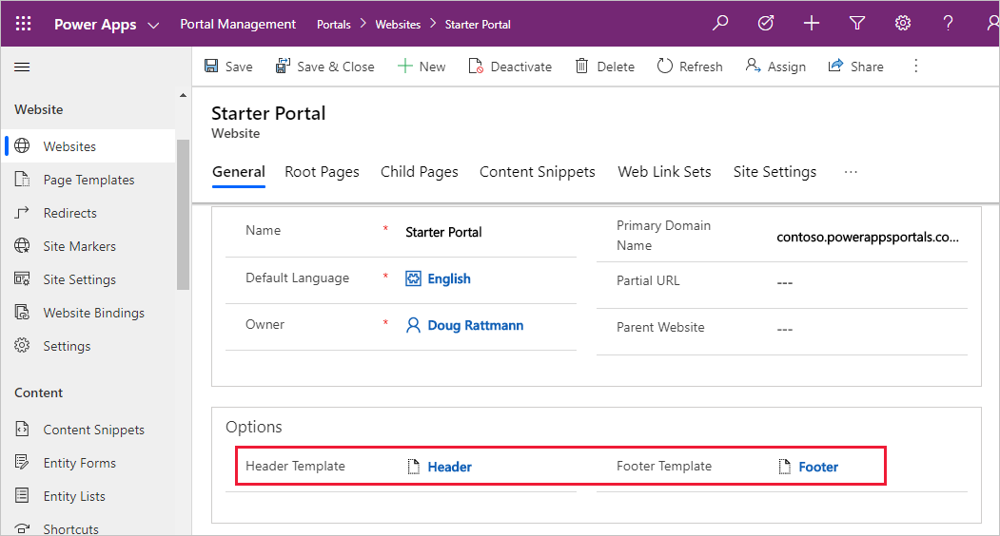 Power Apps Portal Management Portals Websites Starter Portal ?
Save Save & Close New Deactivate Delete Refresh Assign Share
Website
Websites
Page Templates
Redirects
Site Markers
Site Settings
Website Bindings
Settings
Content
Content Snippets
Entity Forms
Entity Lists
Shortcuts
Starter Portal
Website
General Root Pages Child Pages Content Snippets Web Link Sets Site Settings ...
Name * Starter Portal
Default Language * English
Owner * Doug Rattmann
Primary Domain
Name contoso.powerappsportals.co...
Partial URL ---
Parent Website ---
Options
Header Template Header Footer Template Footer